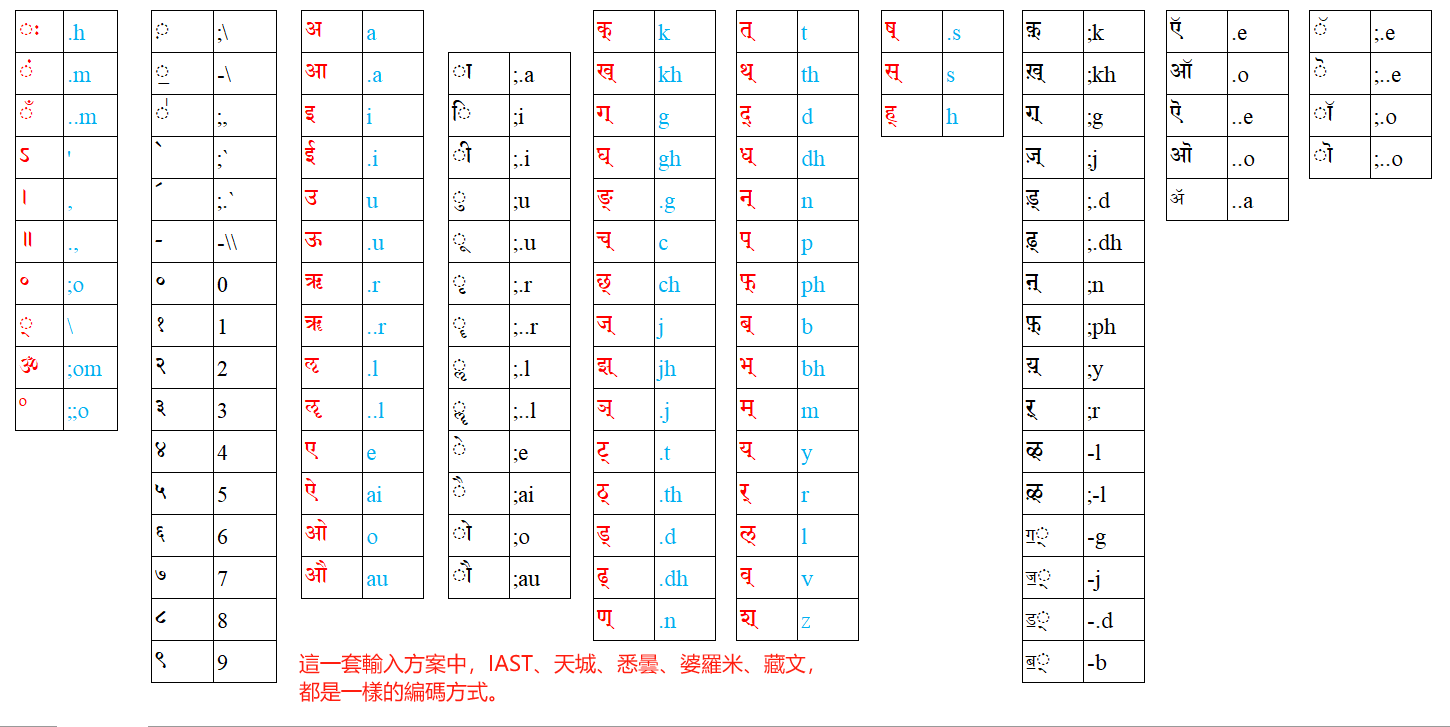 ः .h
ं .m
ँ ..m
ऽ '
। ,
॥ .,
० ;o
् \
ॐ ;om
॰ ;;o
़ ;\
॒ -\
॑ ;,
॓ ;`
॔ ;.`
- -\\
० 0
१ 1
२ 2
३ 3
४ 4
५ 5
६ 6
७ 7
८ 8
९ 9
अ a
आ .a
इ i
ई .i
उ u
ऊ .u
ऋ .r
ॠ ..r
ऌ .l
ॡ ..l
ए e
ऐ ai
ओ o
औ au
ा ;.a
ि ;i
ी ;.i
ु ;u
ू ;.u
ृ ;.r
ॄ ;..r
ॢ ;.l
ॣ ;..l
े ;e
ै ;ai
ो ;o
ौ ;au
क् k
ख् kh
ग् g
घ् gh
ङ् .g
च् c
छ् ch
ज् j
झ् jh
ञ् .j
ट् .t
ठ् .th
ड् .d
ढ् .dh
ण् .n
त् t
थ् th
द् d
ध् dh
न् n
प् p
फ् ph
ब् b
भ् bh
म् m
य् y
र् r
ल् l
व् v
श् z
ष् .s
स् s
ह् h
क़् ;k
ख़् ;kh
ग़् ;g
ज़् ;j
ड़् ;.d
ढ़् ;.dh
ऩ् ;n
फ़् ;ph
य़् ;y
ऱ् ;r
ळ् -l
ऴ् ;-l
ॻ् -g
ॼ् -j
ॾ् -.d
ॿ् -b
ऍ .e
ऑ .o
ऎ ..e
ऒ ..o
ॲ ..a
ॅ ;.e
ॆ ;..e
ॉ ;.o
ॊ ;..o
這一套輸入方案中，IAST、天城、悉曇、婆羅米、藏文，
都是一樣的編碼方式。